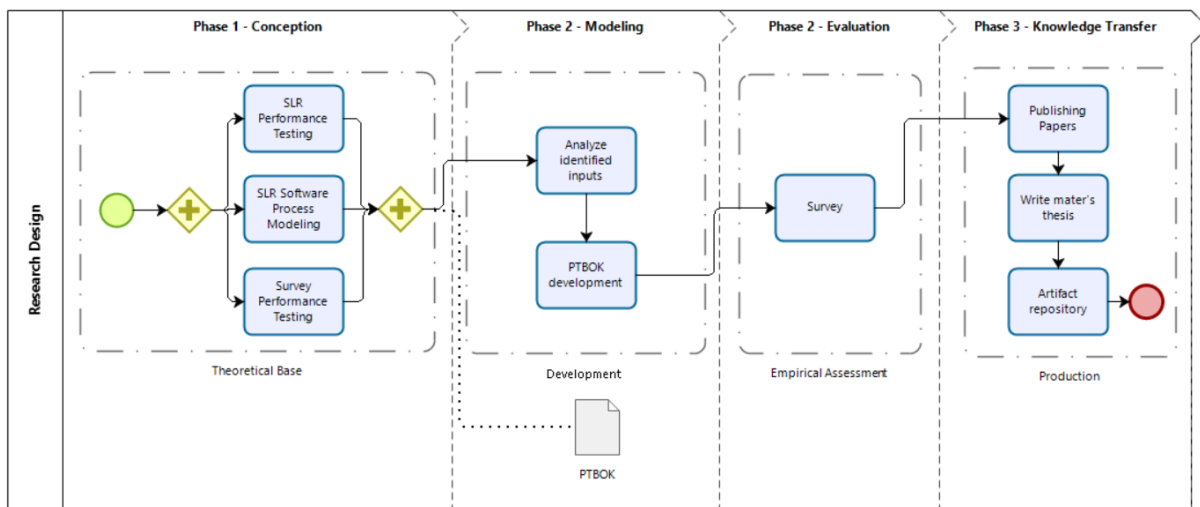 Research Design
Phase 1 - Conception
Phase 2 - Modeling
Phase 2 - Evaluation
Phase 3 - Knowledge Transfer
SLR
Performance
Testing
SLR Software
Process
Modeling
Survey
Performance
Testing
Theoretical Base
Analyze
identified
inputs
PTBOK
development
Development
PTBOK
Survey
Empirical Assessment
Publishing
Papers
Write mater's
thesis
Artifact
repository
Production